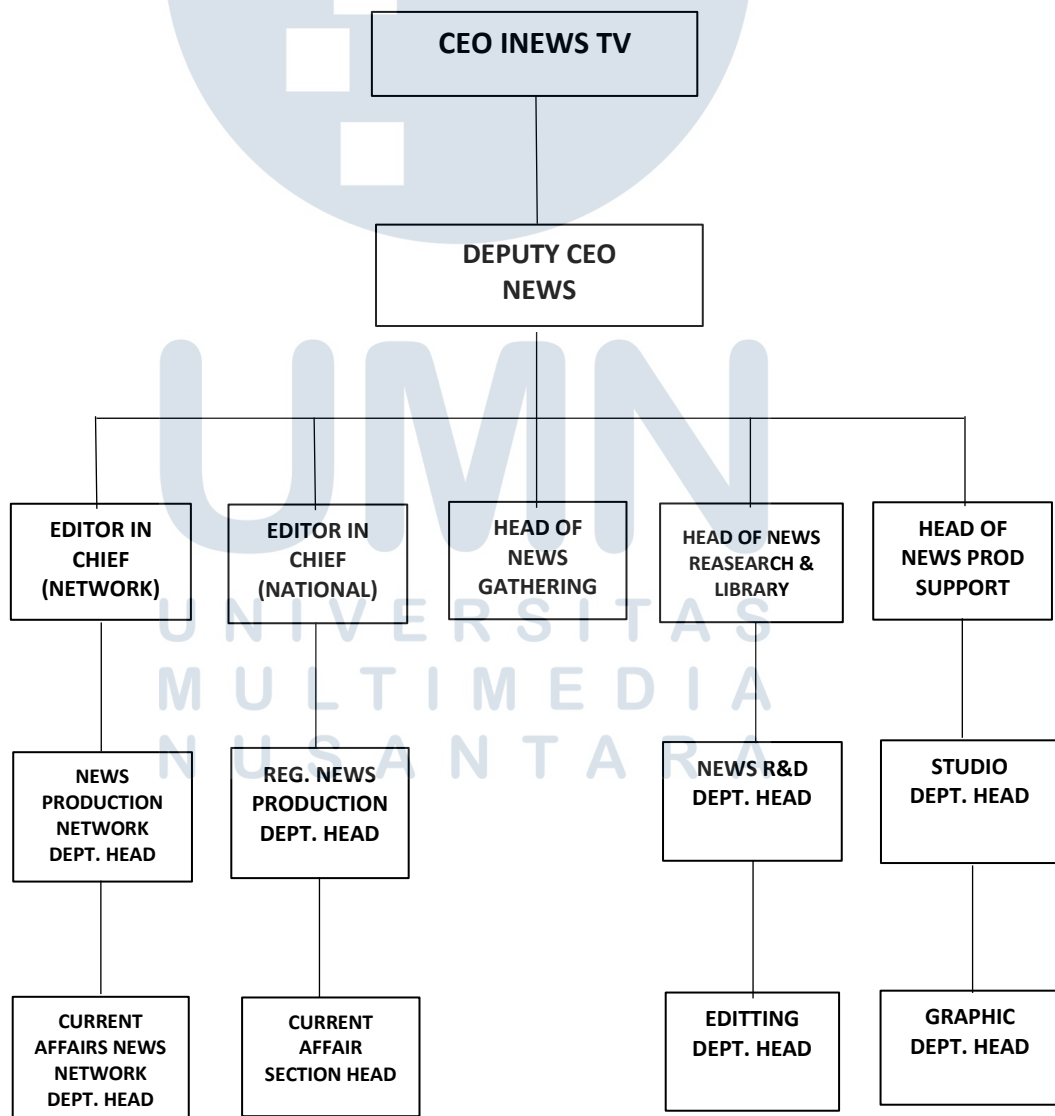 CEO INEWS TV
DEPUTY CEO
NEWS
UMN
EDITOR IN
CHIEF
(NETWORK)
EDITOR IN
CHIEF
(NATIONAL)
HEAD OF
NEWS
GATHERING
HEAD OF NEWS
REASEARCH &
LIBRARY
HEAD OF
NEWS PROD
SUPPORT
UNIVERSITAS
MULTIMEDIA
NUSANTARA
NEWS
PRODUCTION
NETWORK
DEPT. HEAD
REG. NEWS
PRODUCTION
DEPT. HEAD
NEWS R&D
DEPT. HEAD
STUDIO
DEPT. HEAD
CURRENT
AFFAIRS NEWS
NETWORK
DEPT. HEAD
CURRENT
AFFAIR
SECTION HEAD
EDITTING
DEPT. HEAD
GRAPHIC
DEPT. HEAD